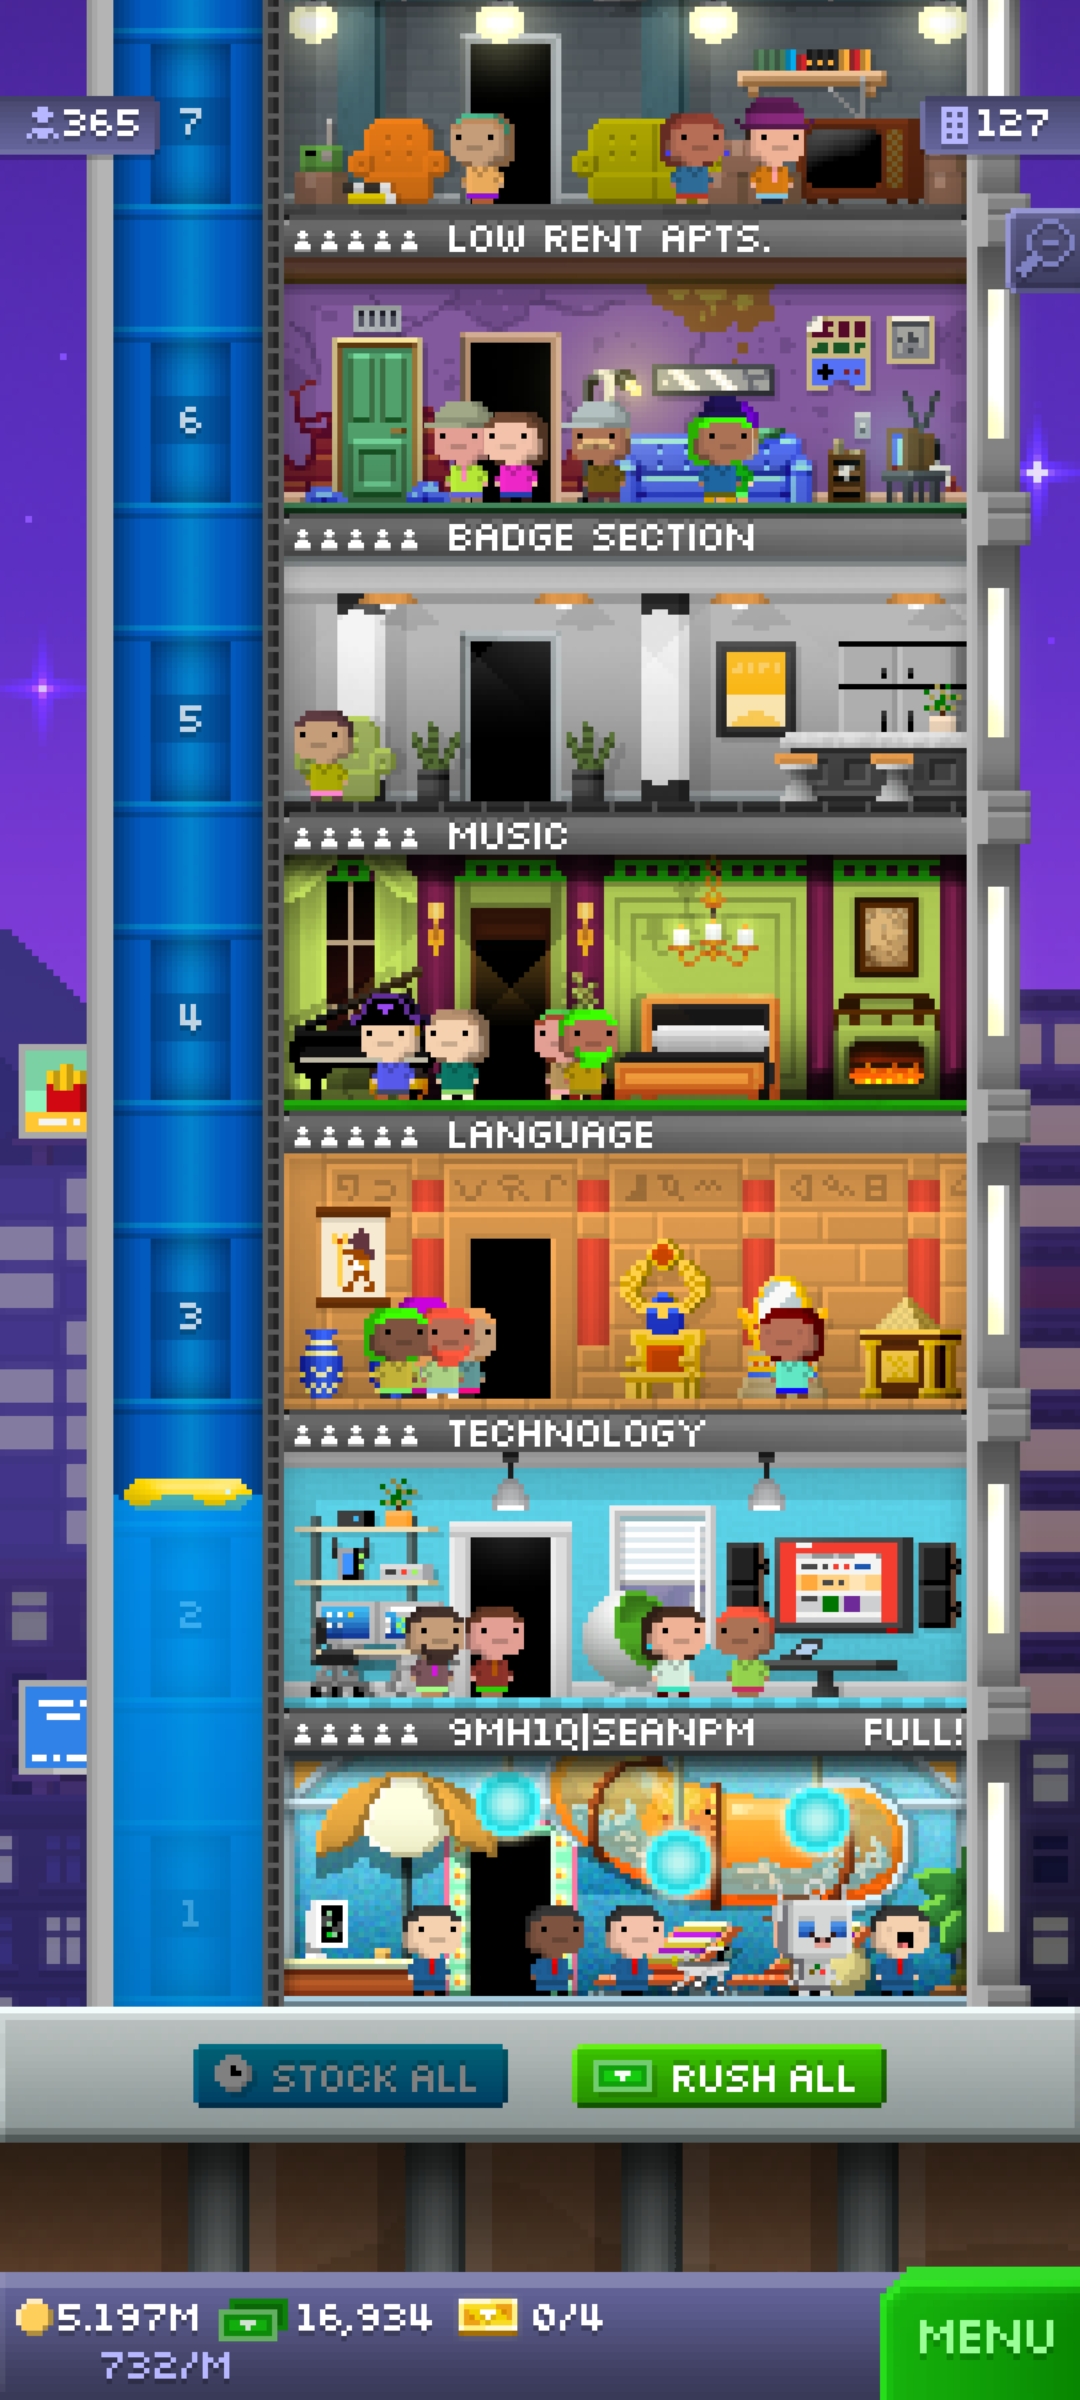 365
7
127
LOW RENT APTS.
6
BADGE SECTION
5
MUSIC
4
LANGUAGE
3
TECHNOLOGY
2
9MH1Q|SEANPM FULL!
1
STOCK ALL
RUSH ALL
5.197M 16,934 0/4
732/M
MENU